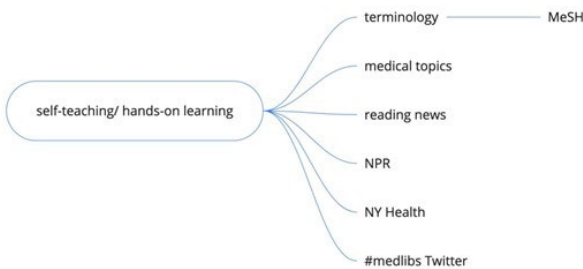 terminology
MeSH
medical topics
self-teaching/ hands-on learning
reading news
NPR
NY Health
#medlibs Twitter